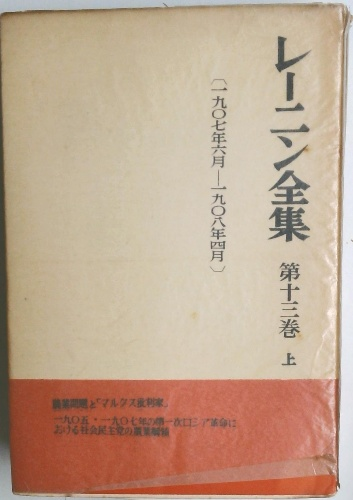 レーニン全集
第十三巻 上
〔一九〇七年六月―一九〇八年四月〕
農業問題と「マルクス批判家」
一九〇五・一九〇七年の第一次ロシア革命に
おける社会民主党の農業綱領